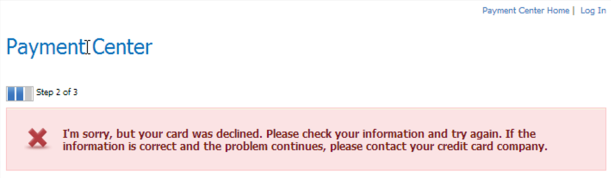 Payment Center Home | Log In
Payment Center
Step 2 of 3
I'm sorry, but your card was declined. Please check your information and try again. If the
information is correct and the problem continues, please contact your credit card company.